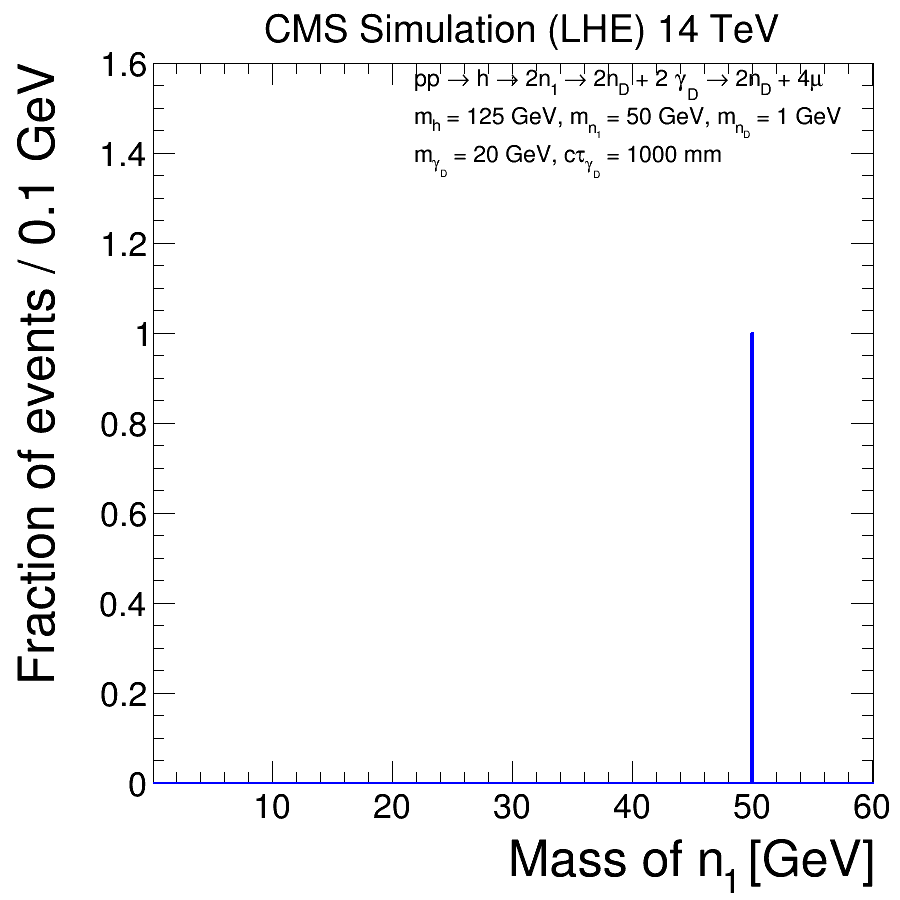 CMS Simulation (LHE) 14 TeV
pp → h → 2n₁ → 2n_D + 2 γ_D → 2n_D + 4μ
m_h = 125 GeV, m_n₁ = 50 GeV, m_n_D = 1 GeV
m_γ_D = 20 GeV, cτ_γ_D = 1000 mm
Fraction of events / 0.1 GeV
1.6
1.4
1.2
1
0.8
0.6
0.4
0.2
0
10 20 30 40 50 60
Mass of n₁ [GeV]